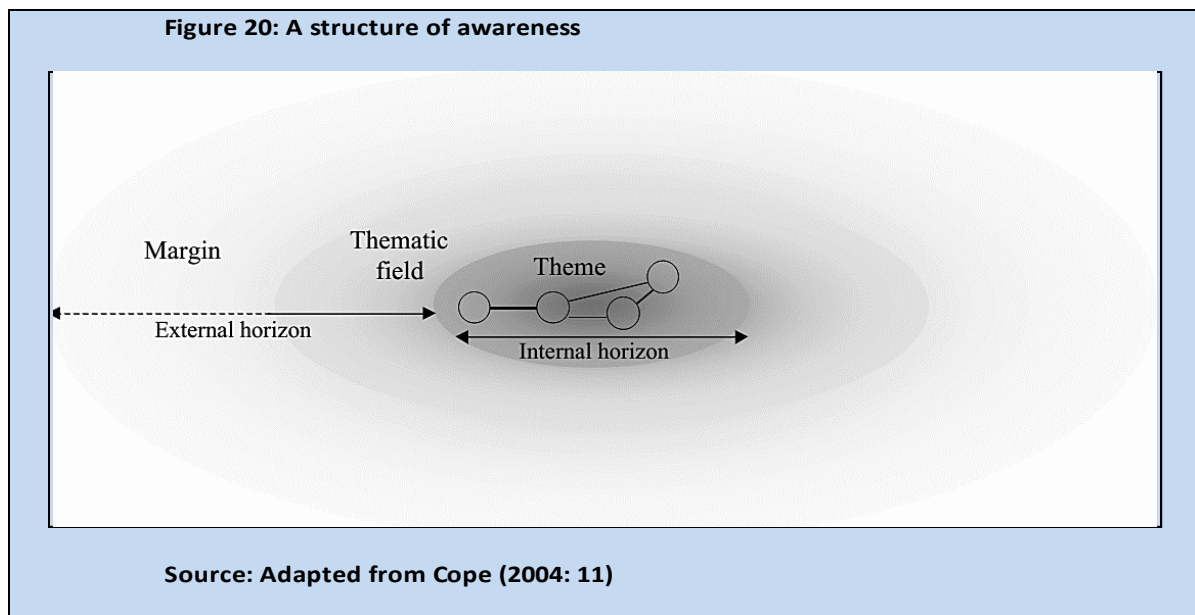 Figure 20: A structure of awareness
Margin
Thematic
field
Theme
External horizon
Internal horizon
Source: Adapted from Cope (2004: 11)